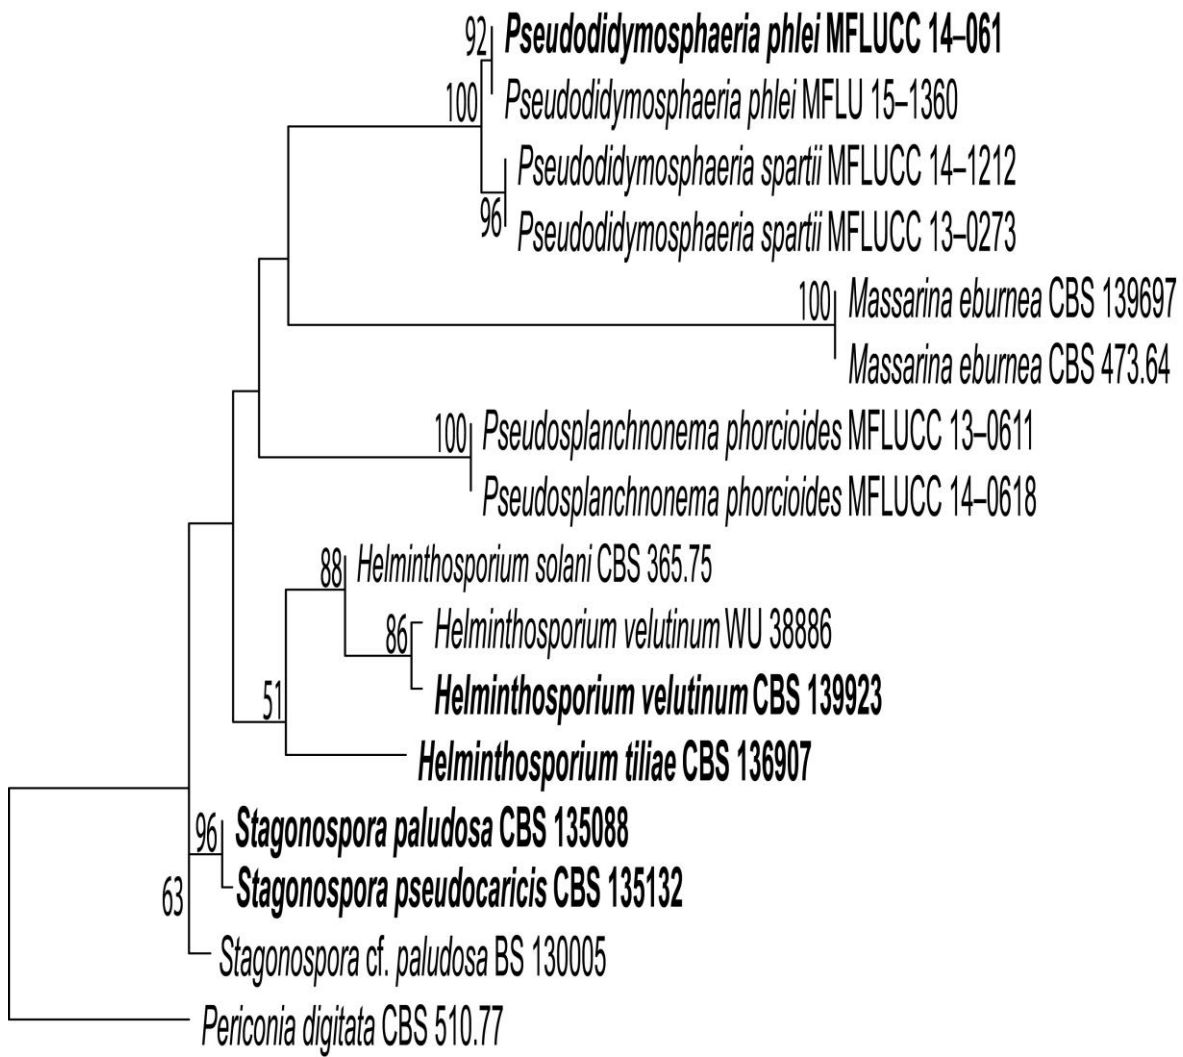 92
Pseudodidymosphaeria phlei MFLUCC 14–061
100
Pseudodidymosphaeria phlei MFLU 15–1360
Pseudodidymosphaeria spartii MFLUCC 14–1212
96
Pseudodidymosphaeria spartii MFLUCC 13–0273
100
Massarina eburnea CBS 139697
Massarina eburnea CBS 473.64
100
Pseudosplanchnonema phorcioides MFLUCC 13–0611
Pseudosplanchnonema phorcioides MFLUCC 14–0618
88
Helminthosporium solani CBS 365.75
86
Helminthosporium velutinum WU 38886
51
Helminthosporium velutinum CBS 139923
Helminthosporium tiliae CBS 136907
96
Stagonospora paludosa CBS 135088
63
Stagonospora pseudocaricis CBS 135132
Stagonospora cf. paludosa BS 130005
Periconia digitata CBS 510.77